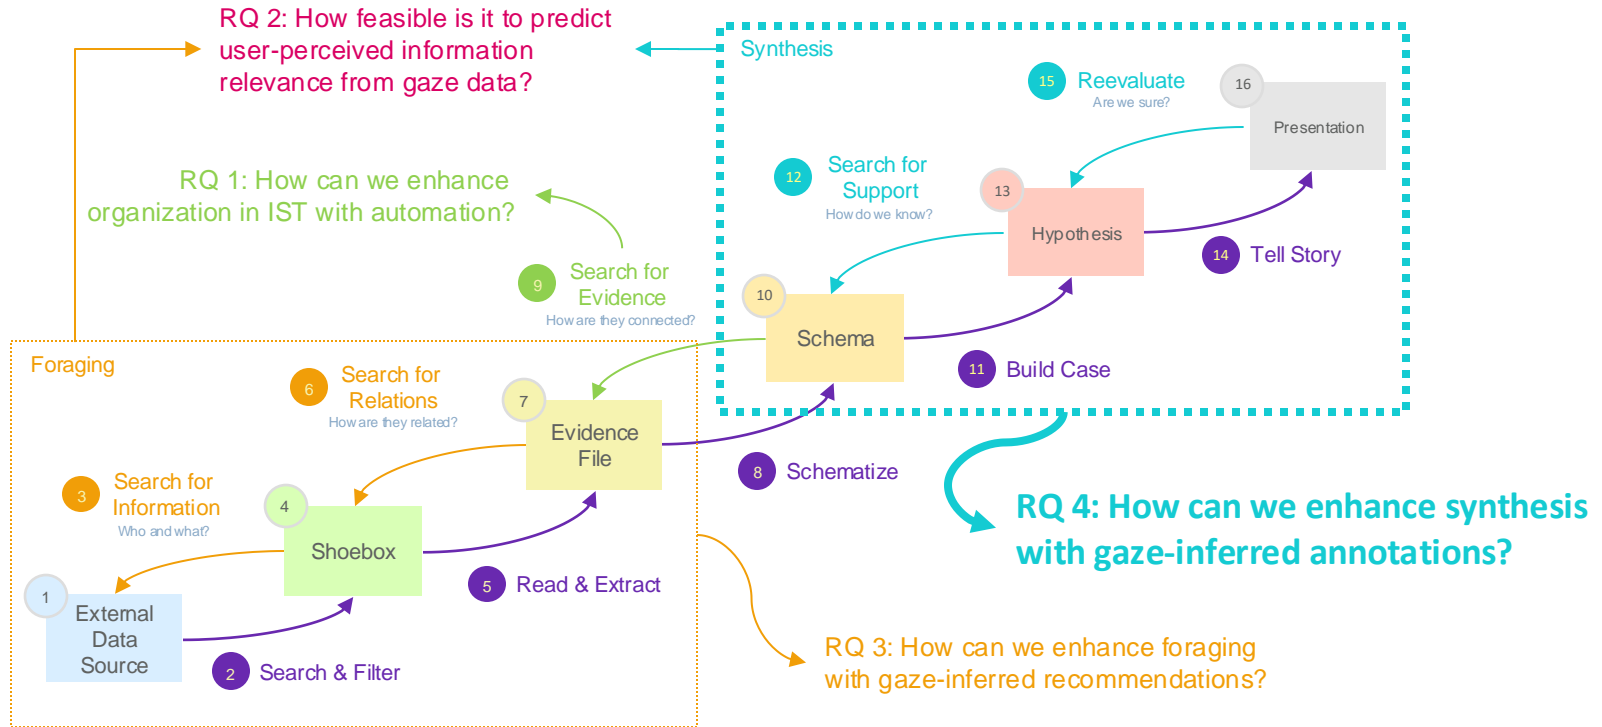 RQ 2: How feasible is it to predict
user-perceived information
relevance from gaze data?
Synthesis
15
Reevaluate
Are we sure?
16
Presentation
RQ 1: How can we enhance
organization in IST with automation?
12
Search for
Support
How do we know?
13
Hypothesis
14
Tell Story
9
Search for
Evidence
How are they connected?
10
Schema
11
Build Case
Foraging
6
Search for
Relations
How are they related?
7
Evidence
File
8
Schematize
3
Search for
Information
Who and what?
4
Shoebox
5
Read & Extract
RQ 4: How can we enhance synthesis
with gaze-inferred annotations?
1
External
Data
Source
2
Search & Filter
RQ 3: How can we enhance foraging
with gaze-inferred recommendations?